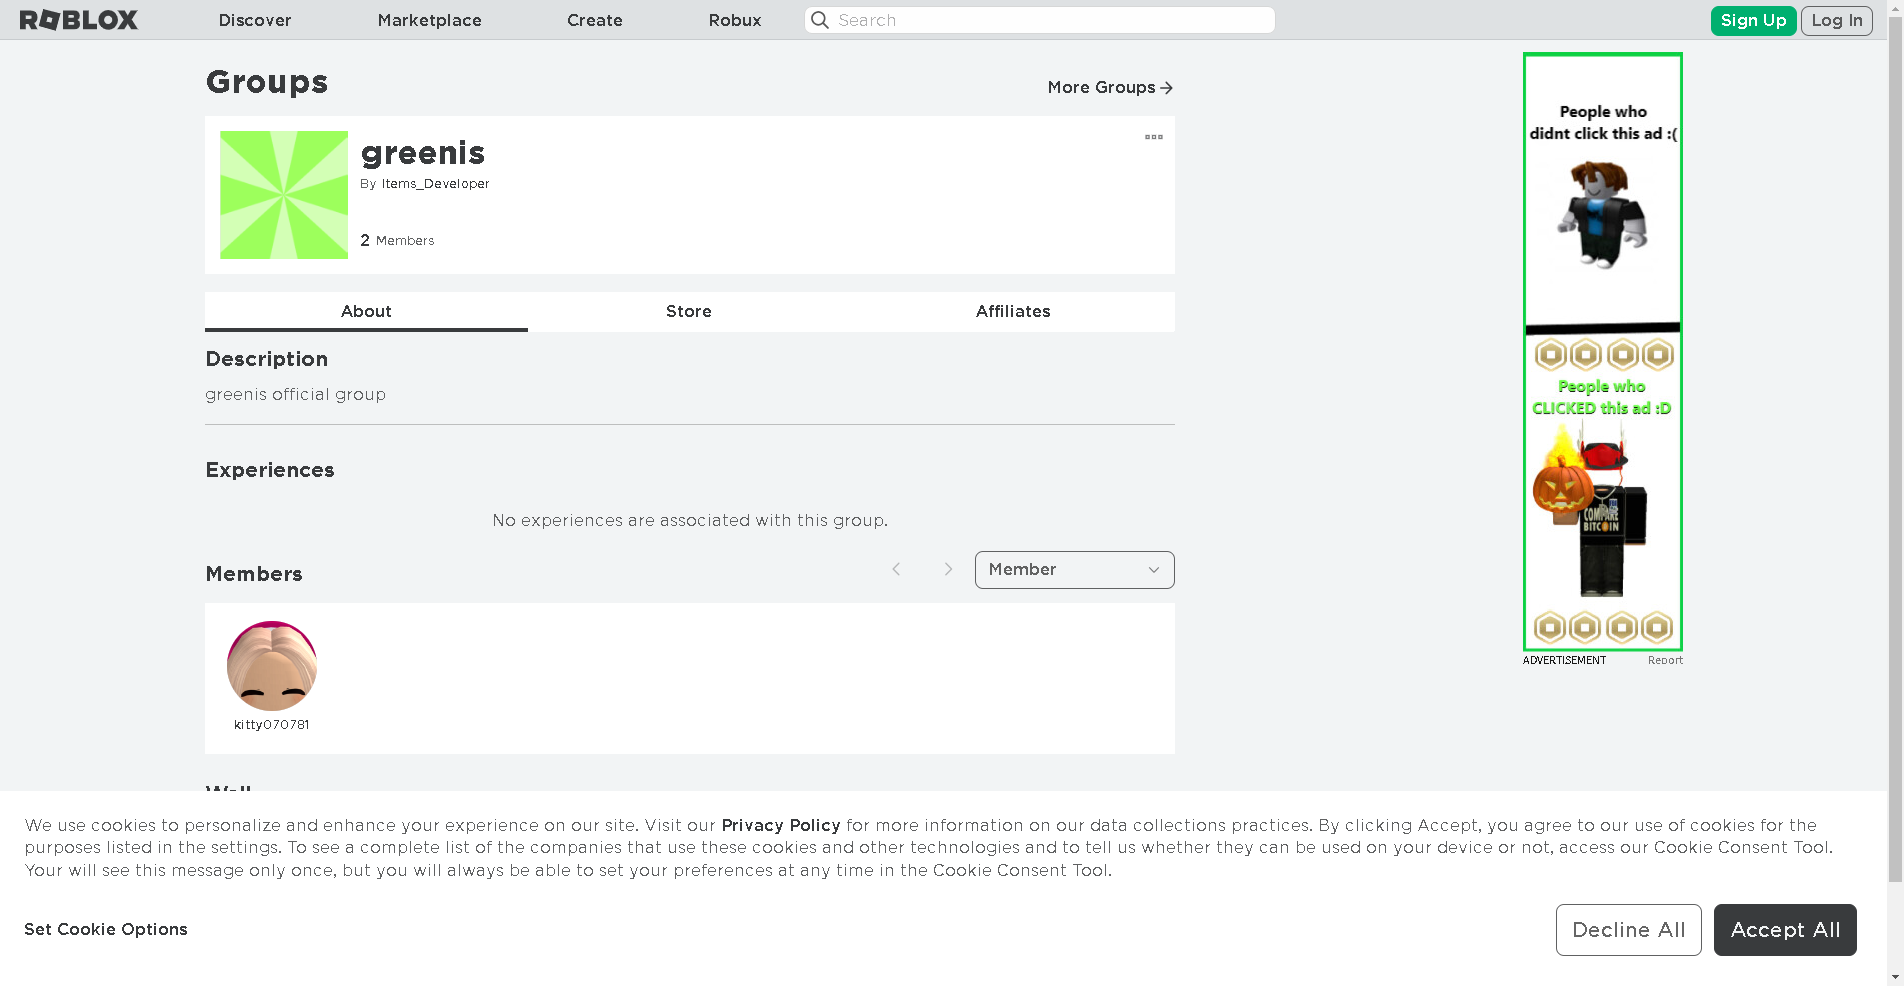 ROBLOX
Discover
Marketplace
Create
Robux
Search
Sign Up
Log In
Groups
More Groups
greenis
By Items_Developer
2 Members
About
Store
Affiliates
Description
greenis official group
Experiences
No experiences are associated with this group.
Members
Member
kitty070781
Wall
People who
didnt click this ad :(
People who
CLICKED this ad :D
COMPARE
BITCOIN
ADVERTISEMENT
Report
We use cookies to personalize and enhance your experience on our site. Visit our Privacy Policy for more information on our data collections practices. By clicking Accept, you agree to our use of cookies for the
purposes listed in the settings. To see a complete list of the companies that use these cookies and other technologies and to tell us whether they can be used on your device or not, access our Cookie Consent Tool.
Your will see this message only once, but you will always be able to set your preferences at any time in the Cookie Consent Tool.
Set Cookie Options
Decline All
Accept All